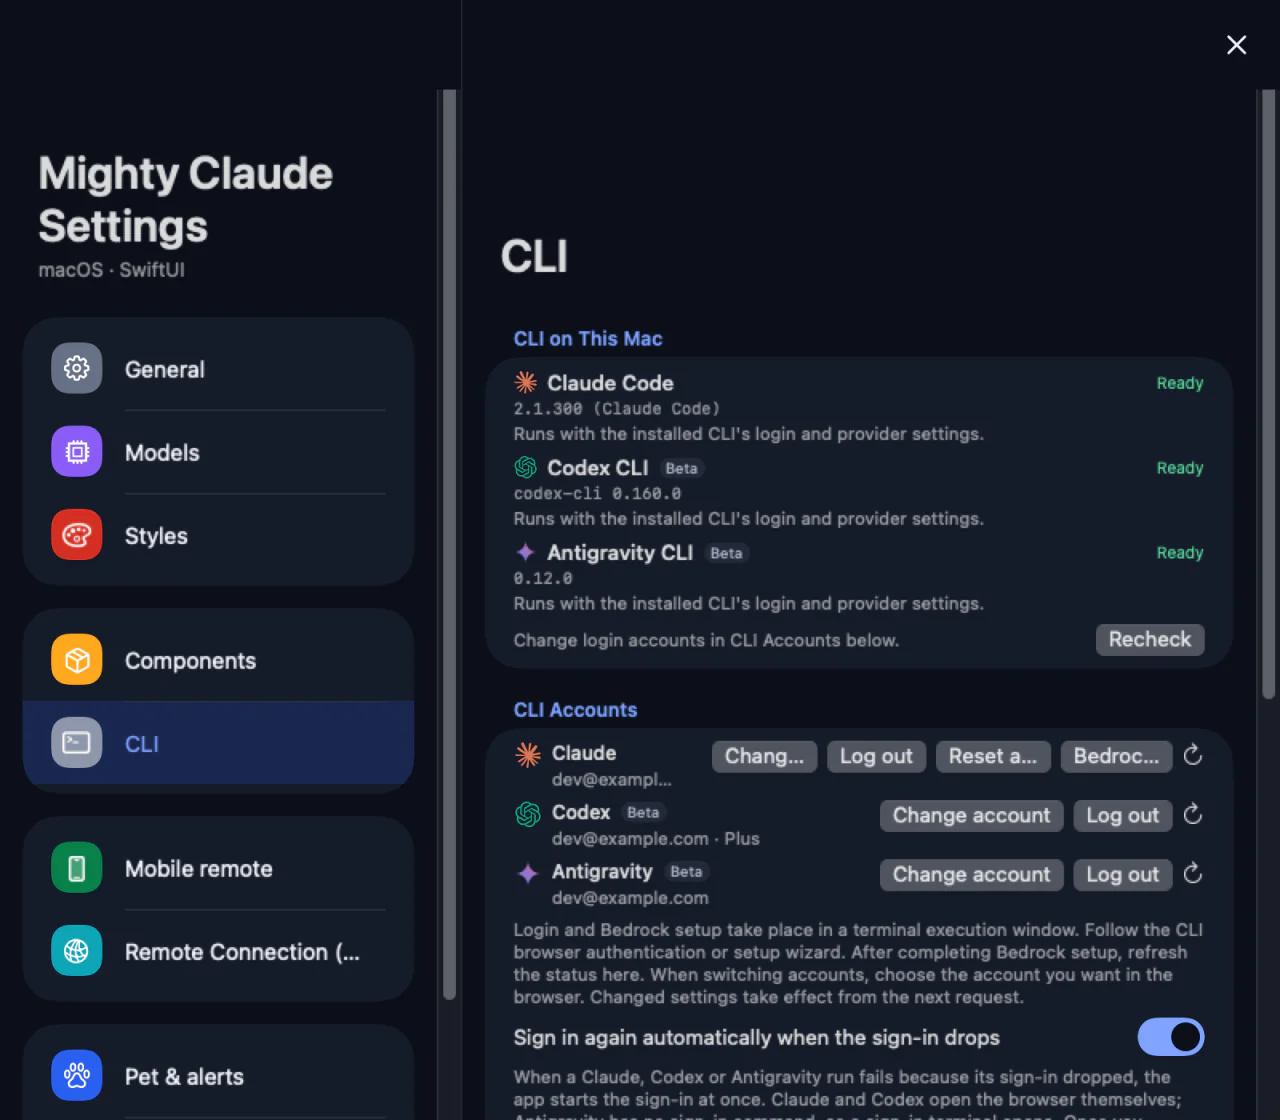 Mighty Claude
Settings
macOS · SwiftUI
General
Models
Styles
Components
CLI
Mobile remote
Remote Connection (...
Pet & alerts
CLI
CLI on This Mac
Claude Code
Ready
2.1.300 (Claude Code)
Runs with the installed CLI's login and provider settings.
Codex CLI Beta
Ready
codex-cli 0.160.0
Runs with the installed CLI's login and provider settings.
Antigravity CLI Beta
Ready
0.12.0
Runs with the installed CLI's login and provider settings.
Change login accounts in CLI Accounts below.
Recheck
CLI Accounts
Claude
Chang... Log out Reset a... Bedroc...
dev@exampl...
Codex Beta
Change account Log out
dev@example.com · Plus
Antigravity Beta
Change account Log out
dev@example.com
Login and Bedrock setup take place in a terminal execution window. Follow the CLI
browser authentication or setup wizard. After completing Bedrock setup, refresh
the status here. When switching accounts, choose the account you want in the
browser. Changed settings take effect from the next request.
Sign in again automatically when the sign-in drops
When a Claude, Codex or Antigravity run fails because its sign-in dropped, the
app starts the sign-in at once. Claude and Codex open the browser themselves;